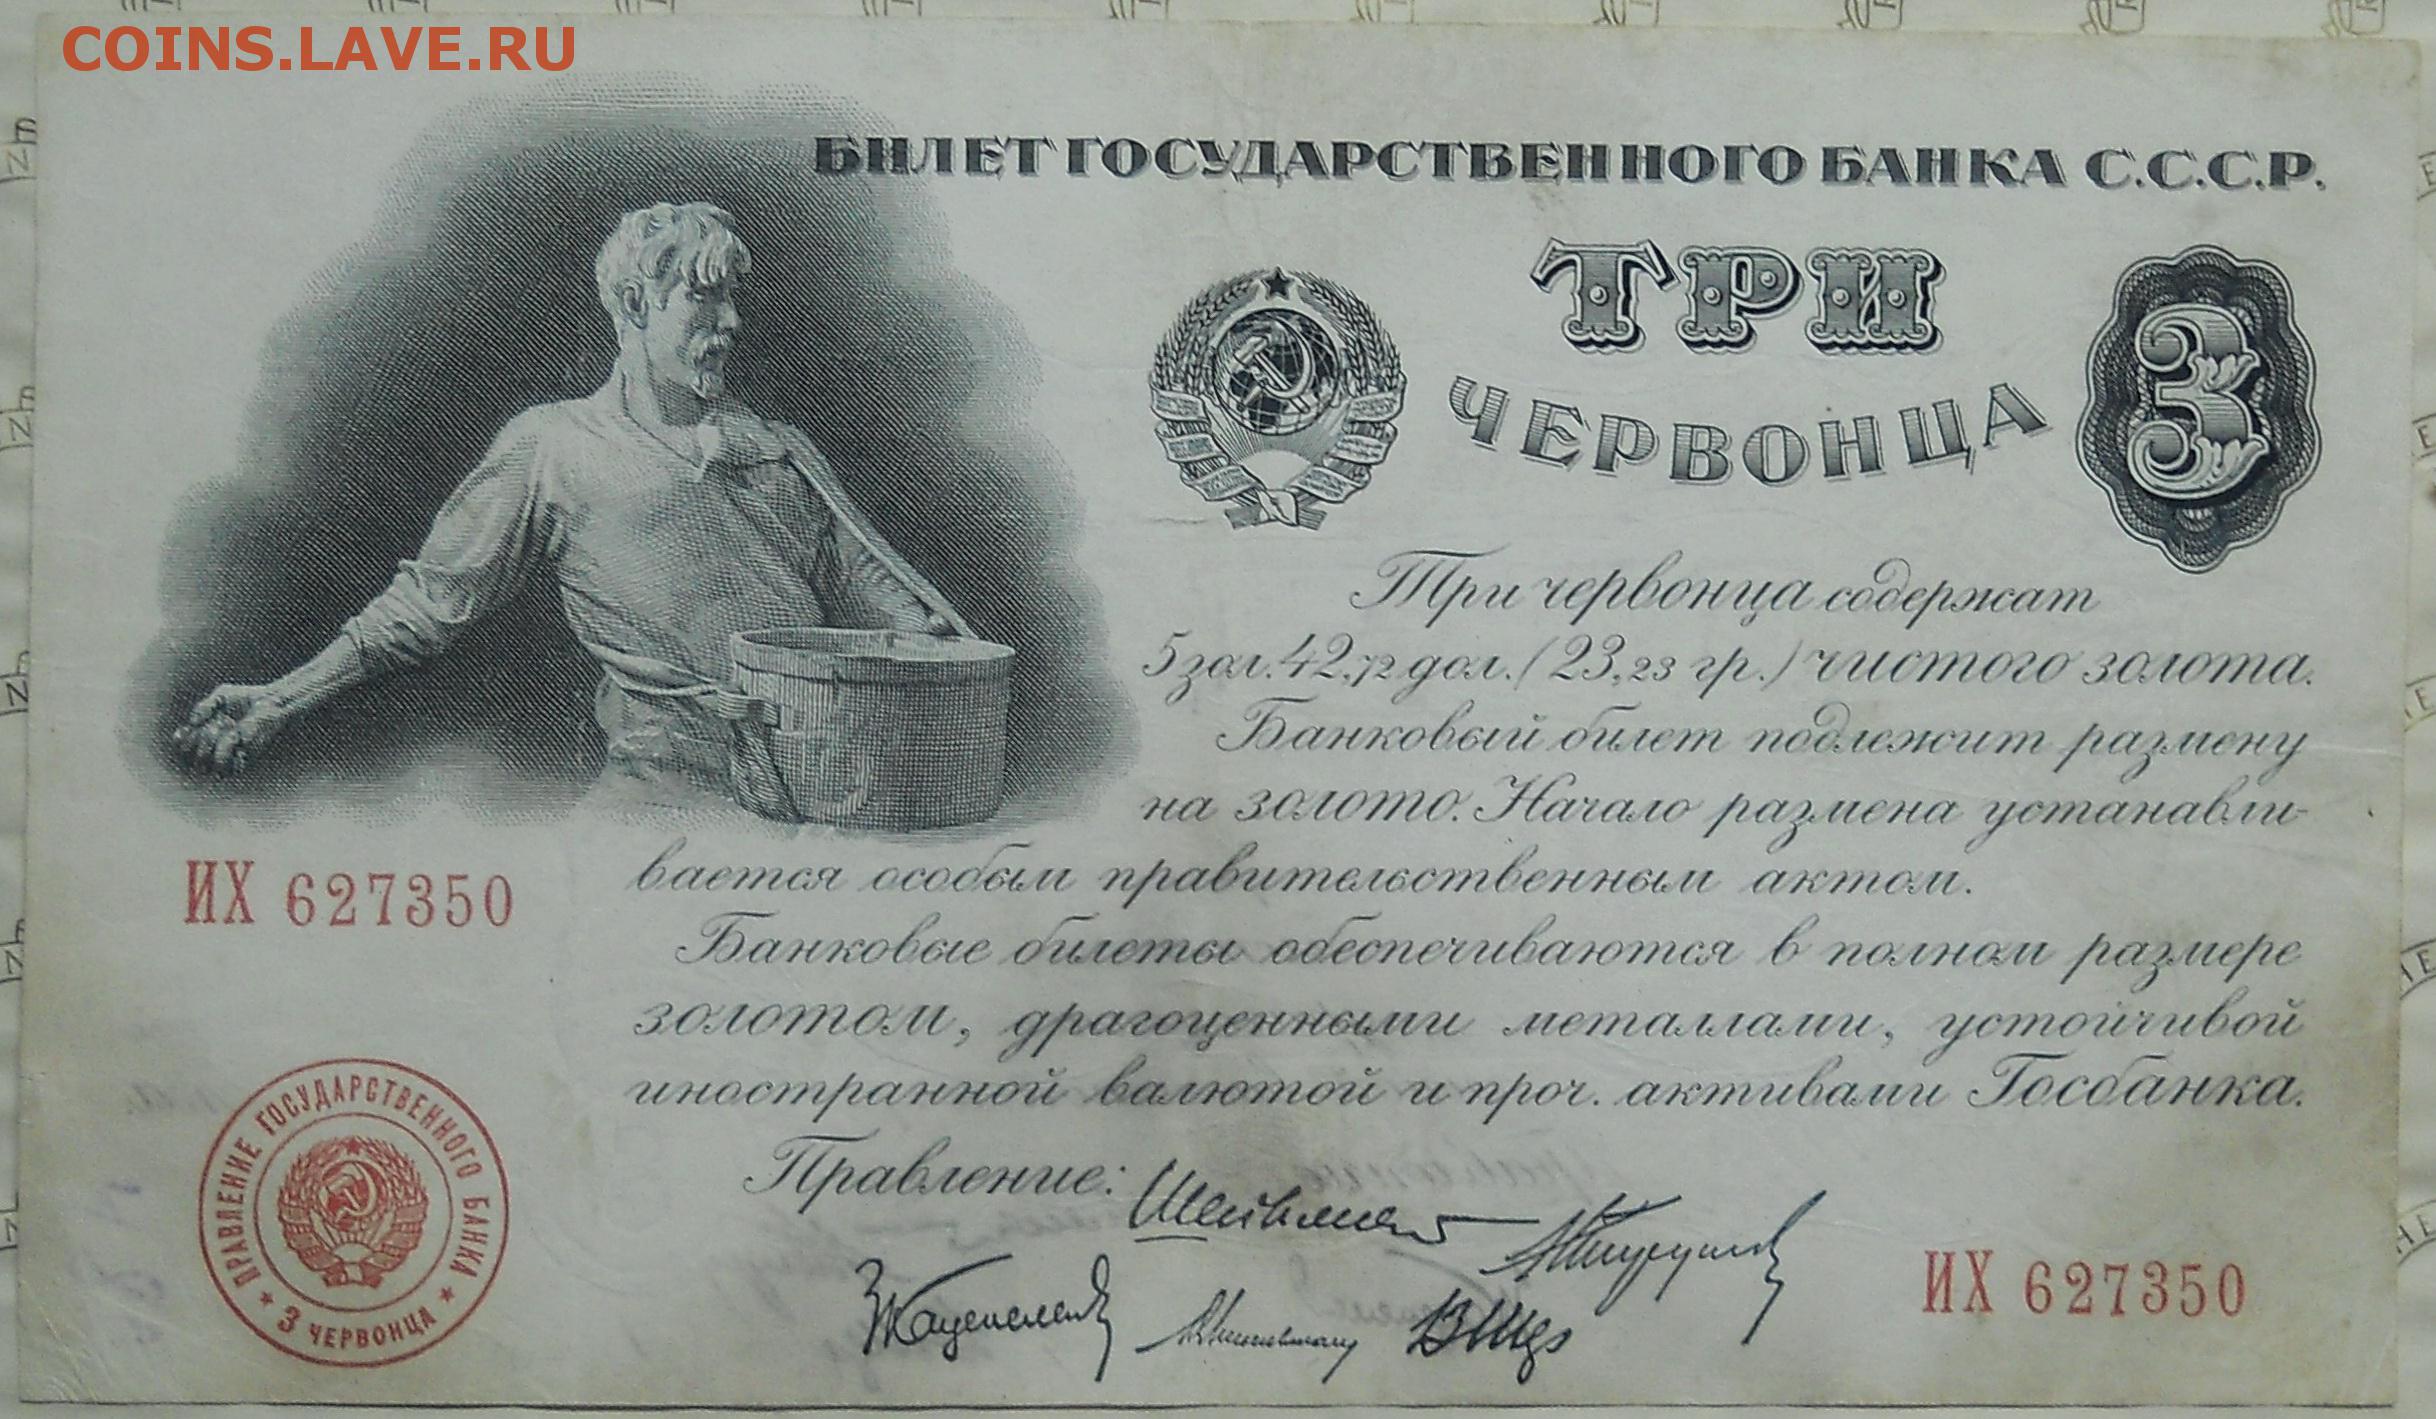 COINS.LAVE.RU
БИЛЕТ ГОСУДАРСТВЕННОГО БАНКА С.С.С.Р.
ТРИ
ЧЕРВОНЦА
3
Три червонца содержат
5 зол. 42,72 дол. (23,23 гр.) чистого золота.
Банковый билет подлежит размену
на золото. Начало размена устанавли-
вается особым правительственным актом.
ИХ 627350
Банковые билеты обеспечиваются в полном размере
золотом, драгоценными металлами, устойчивой
иностранной валютой и проч. активами Госбанка.
Правление:
ПРАВЛЕНИЕ ГОСУДАРСТВЕННОГО БАНКА
3 ЧЕРВОНЦА
ИХ 627350